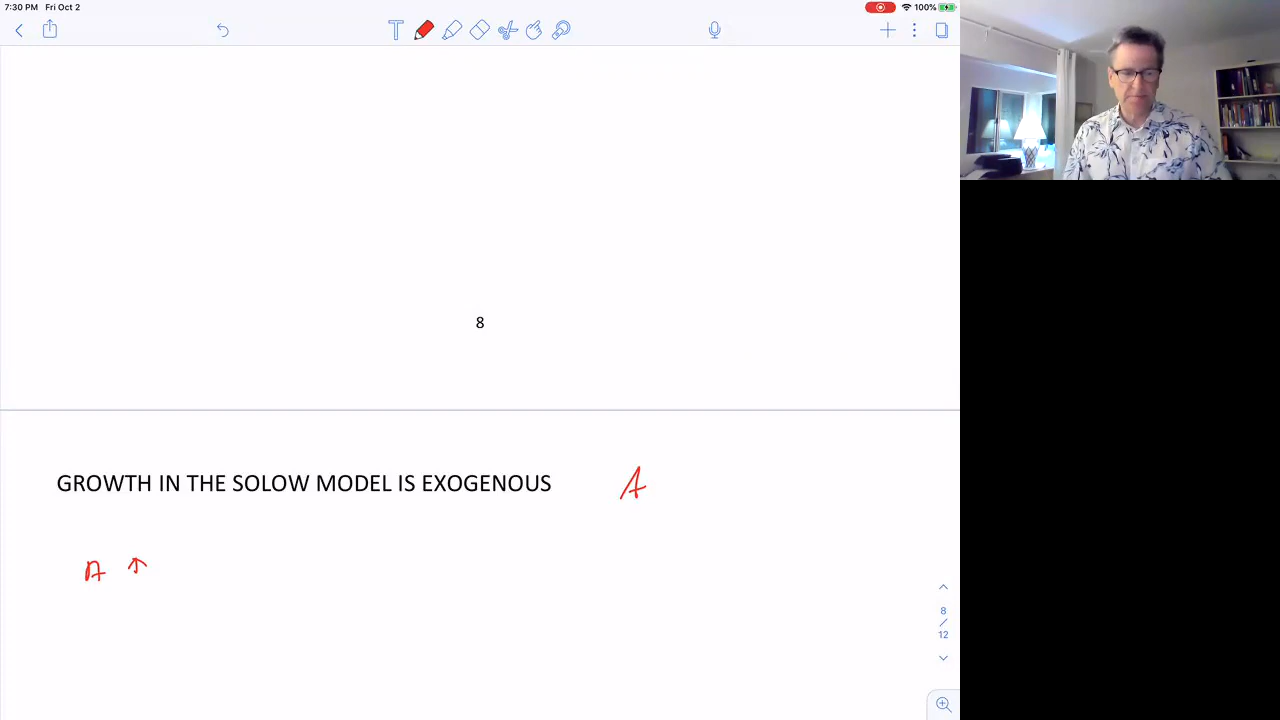 7:30 PM Fri Oct 2
100%
T
8
GROWTH IN THE SOLOW MODEL IS EXOGENOUS A
A ↑
8
/
12